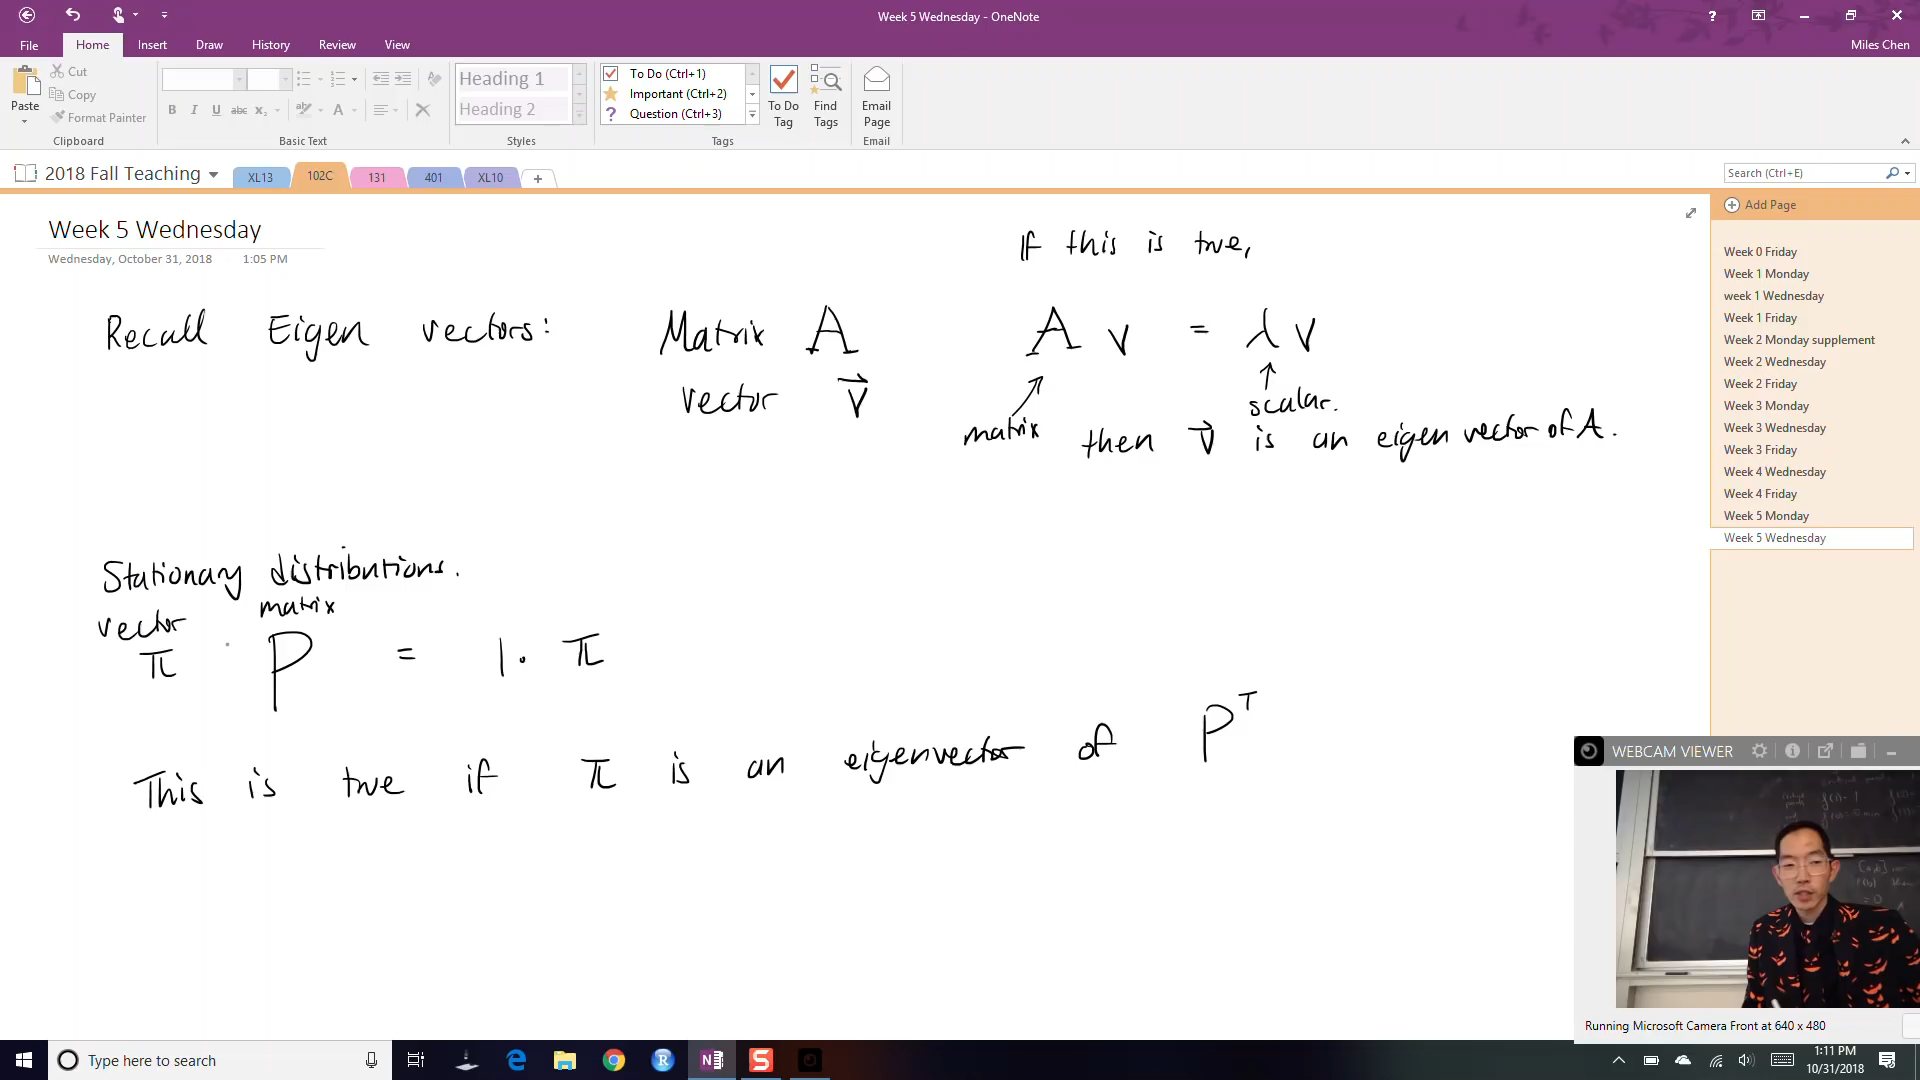 Week 5 Wednesday - OneNote
?
File
Home
Insert
Draw
History
Review
View
Miles Chen
Paste
Cut
Copy
Format Painter
Clipboard
B I U abc x₂ A
Basic Text
Heading 1
Heading 2
Styles
To Do (Ctrl+1)
Important (Ctrl+2)
? Question (Ctrl+3)
Tags
To Do
Tag
Find
Tags
Email
Page
Email
2018 Fall Teaching
XL13
102C
131
401
XL10
Search (Ctrl+E)
Add Page
Week 0 Friday
Week 1 Monday
week 1 Wednesday
Week 1 Friday
Week 2 Monday supplement
Week 2 Wednesday
Week 2 Friday
Week 3 Monday
Week 3 Wednesday
Week 3 Friday
Week 4 Wednesday
Week 4 Friday
Week 5 Monday
Week 5 Wednesday
Week 5 Wednesday
Wednesday, October 31, 2018 1:05 PM
If this is true,
Recall Eigen vectors: Matrix A A v = λ v
vector v⃗
matrix
scalar.
then v⃗ is an eigen vector of A.
Stationary distributions.
vector matrix
π · P = 1 · π
This is true if π is an eigenvector of Pᵀ
WEBCAM VIEWER
Running Microsoft Camera Front at 640 x 480
Type here to search
1:11 PM
10/31/2018